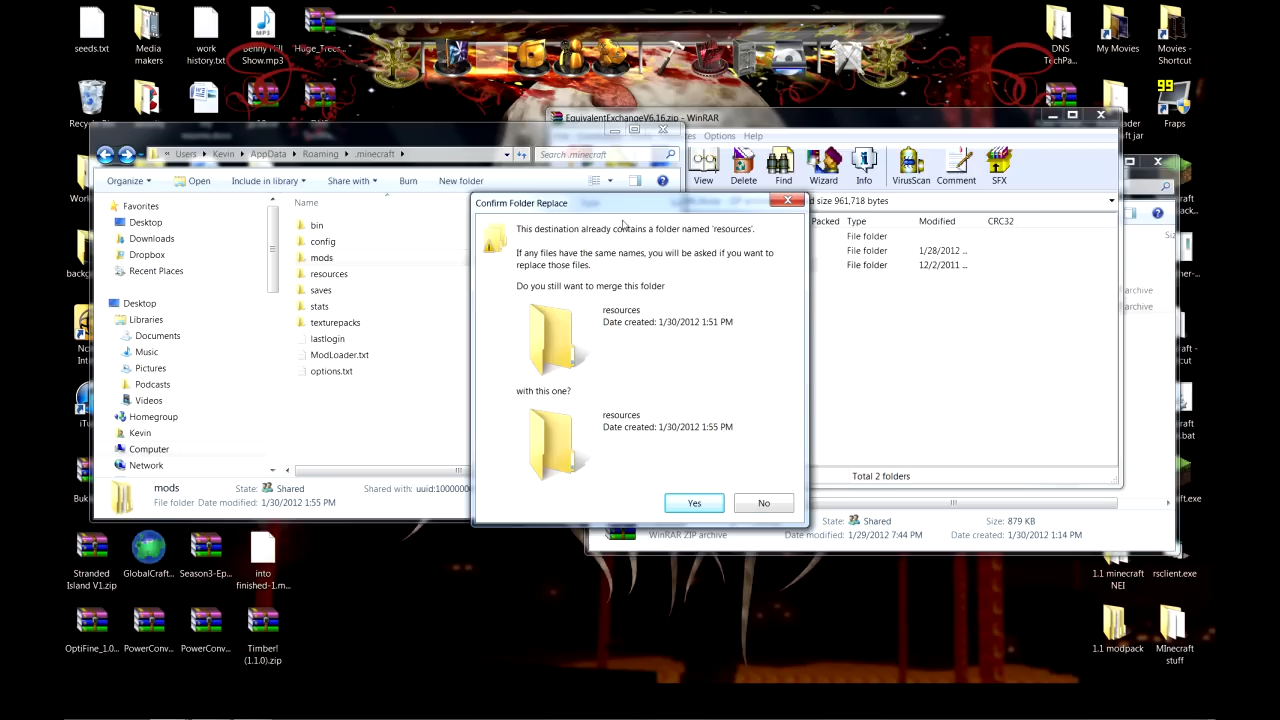 seeds.txt
Media makers
work history.txt
Benny Hill Show.mp3
Huge_Trees...
DNS TechPa...
My Movies
Movies - Shortcut
99
Fraps
EquivalentExchangeV6.16.zip - WinRAR
Options
Help
Users
Kevin
AppData
Roaming
.minecraft
Search .minecraft
Organize
Open
Include in library
Share with
Burn
New folder
View
Delete
Find
Wizard
Info
VirusScan
Comment
SFX
d size 961,718 bytes
Packed
Type
Modified
CRC32
File folder
File folder
1/28/2012 ...
File folder
12/2/2011 ...
Total 2 folders
Favorites
Desktop
Downloads
Dropbox
Recent Places
Desktop
Libraries
Documents
Music
Pictures
Podcasts
Videos
Homegroup
Kevin
Computer
Network
Name
bin
config
mods
resources
saves
stats
texturepacks
lastlogin
ModLoader.txt
options.txt
mods
State:
Shared
Shared with: uuid:10000000
File folder
Date modified: 1/30/2012 1:55 PM
Confirm Folder Replace
This destination already contains a folder named 'resources'.
If any files have the same names, you will be asked if you want to
replace those files.
Do you still want to merge this folder
resources
Date created: 1/30/2012 1:51 PM
with this one?
resources
Date created: 1/30/2012 1:55 PM
Yes
No
WinRAR ZIP archive
State:
Shared
Size: 879 KB
Date modified: 1/29/2012 7:44 PM
Date created: 1/30/2012 1:14 PM
archive
archive
Stranded Island V1.zip
GlobalCraft...
Season3-Ep...
into finished-1.m...
OptiFine_1.0...
PowerConv...
PowerConv...
Timber! (1.1.0).zip
1.1 minecraft NEI
rsclient.exe
1.1 modpack
MInecraft stuff